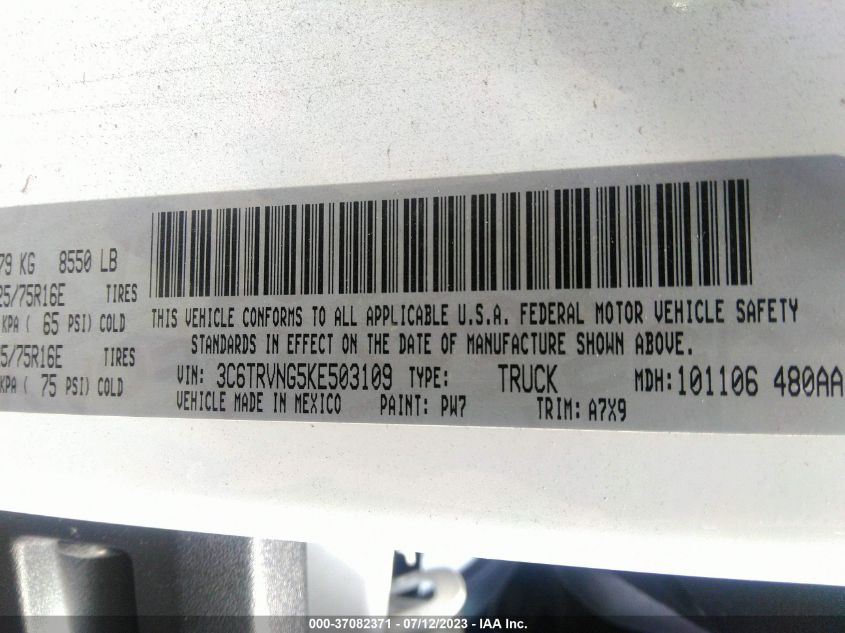 79 KG 8550 LB
25/75R16E TIRES
KPA ( 65 PSI) COLD
5/75R16E TIRES
KPA ( 75 PSI) COLD
THIS VEHICLE CONFORMS TO ALL APPLICABLE U.S.A. FEDERAL MOTOR VEHICLE SAFETY
STANDARDS IN EFFECT ON THE DATE OF MANUFACTURE SHOWN ABOVE.
VIN: 3C6TRVNG5KE503109 TYPE: TRUCK MDH:101106 480AA
VEHICLE MADE IN MEXICO PAINT: PW7 TRIM: A7X9
000-37082371 - 07/12/2023 - IAA Inc.